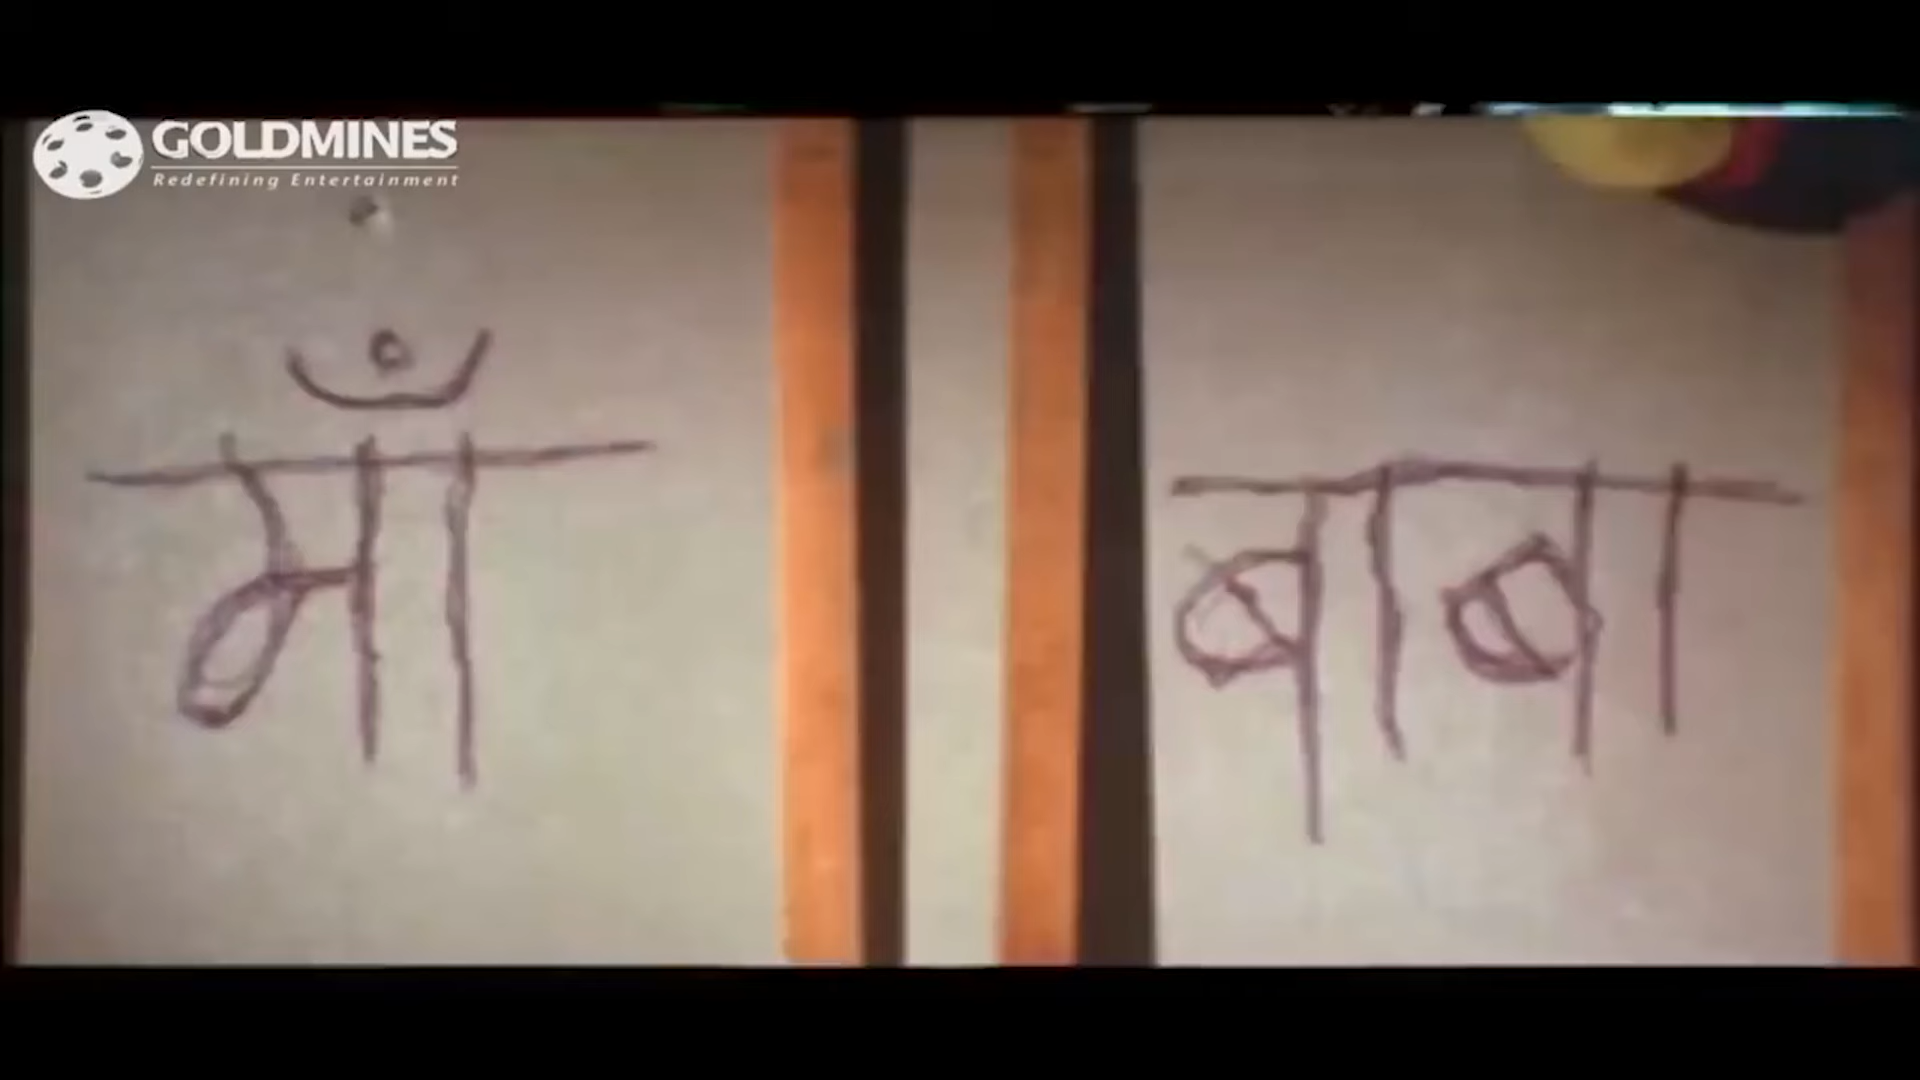 GOLDMINES
Redefining Entertainment
माँ
बाबा